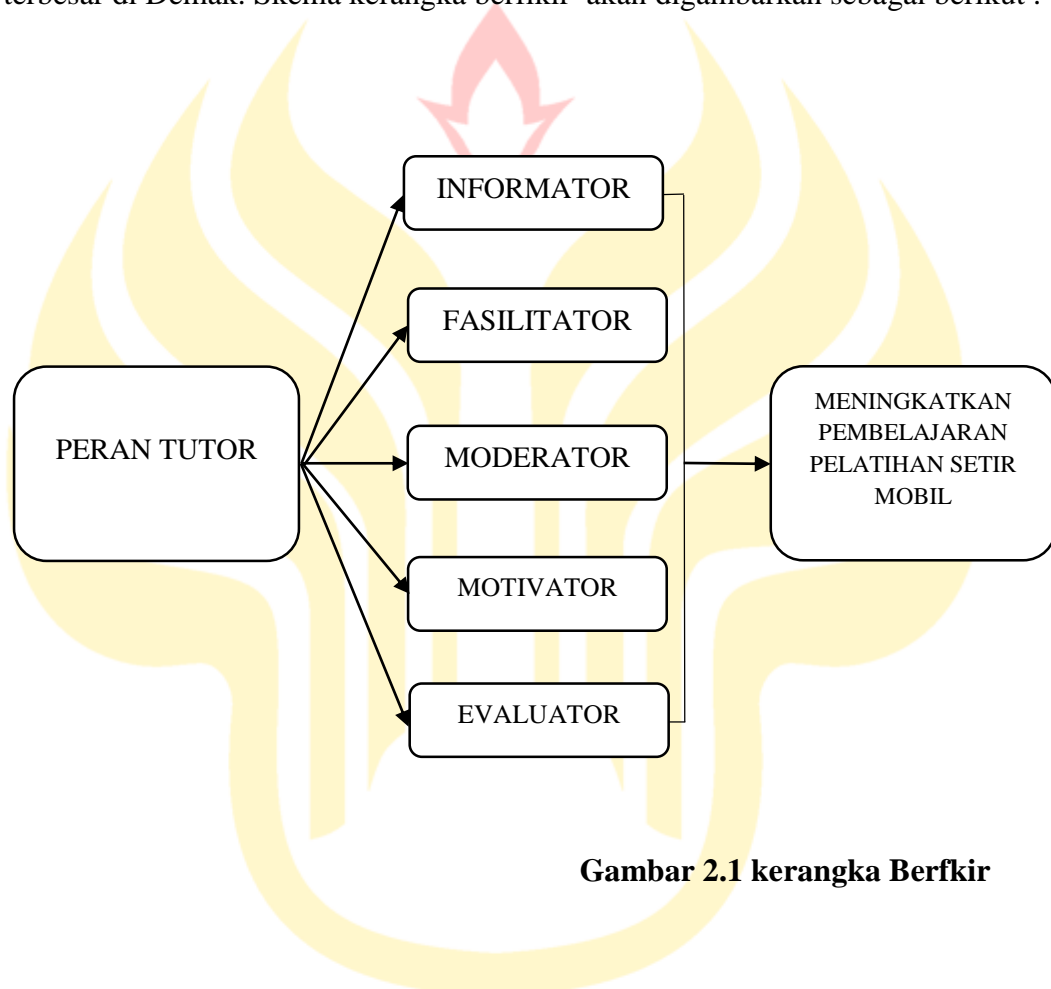 terbesar di Demak. Skema kerangka berfikir akan digambarkan sebagai berikut :
INFORMATOR
FASILITATOR
PERAN TUTOR
MODERATOR
MOTIVATOR
EVALUATOR
MENINGKATKAN
PEMBELAJARAN
PELATIHAN SETIR
MOBIL
Gambar 2.1 kerangka Berfkir